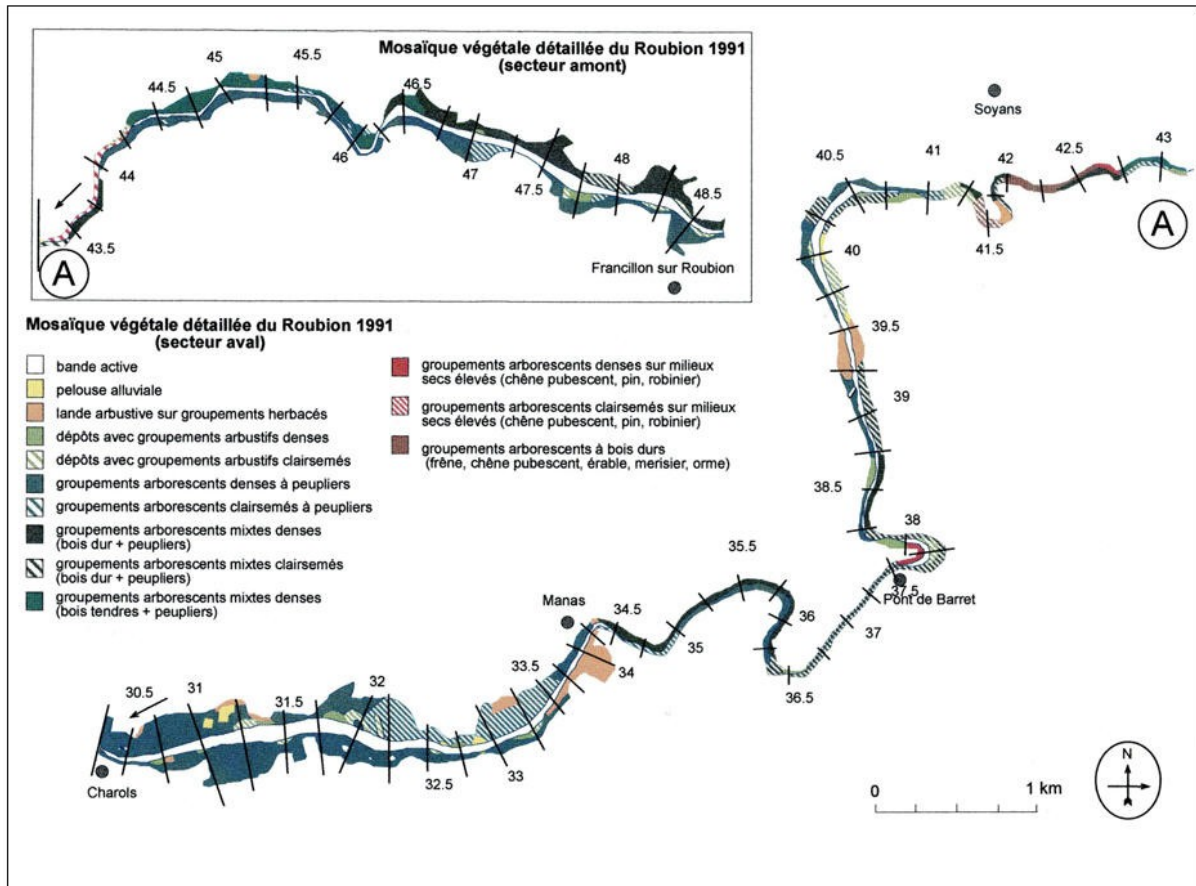 Mosaïque végétale détaillée du Roubion 1991
(secteur amont)
45
45.5
44.5
46.5
46
44
47
48
47.5
48.5
43.5
A
Francillon sur Roubion
Soyans
40.5
41
42
42.5
43
A
41.5
40
39.5
39
38.5
38
37.5
Pont de Barret
37
36.5
36
35.5
35
34.5
Manas
34
33.5
33
32.5
32
31.5
31
30.5
Charols
Mosaïque végétale détaillée du Roubion 1991
(secteur aval)
bande active
pelouse alluviale
lande arbustive sur groupements herbacés
dépôts avec groupements arbustifs denses
dépôts avec groupements arbustifs clairsemés
groupements arborescents denses à peupliers
groupements arborescents clairsemés à peupliers
groupements arborescents mixtes denses
(bois dur + peupliers)
groupements arborescents mixtes clairsemés
(bois dur + peupliers)
groupements arborescents mixtes denses
(bois tendres + peupliers)
groupements arborescents denses sur milieux
secs élevés (chêne pubescent, pin, robinier)
groupements arborescents clairsemés sur milieux
secs élevés (chêne pubescent, pin, robinier)
groupements arborescents à bois durs
(frêne, chêne pubescent, érable, merisier, orme)
0 1 km
N